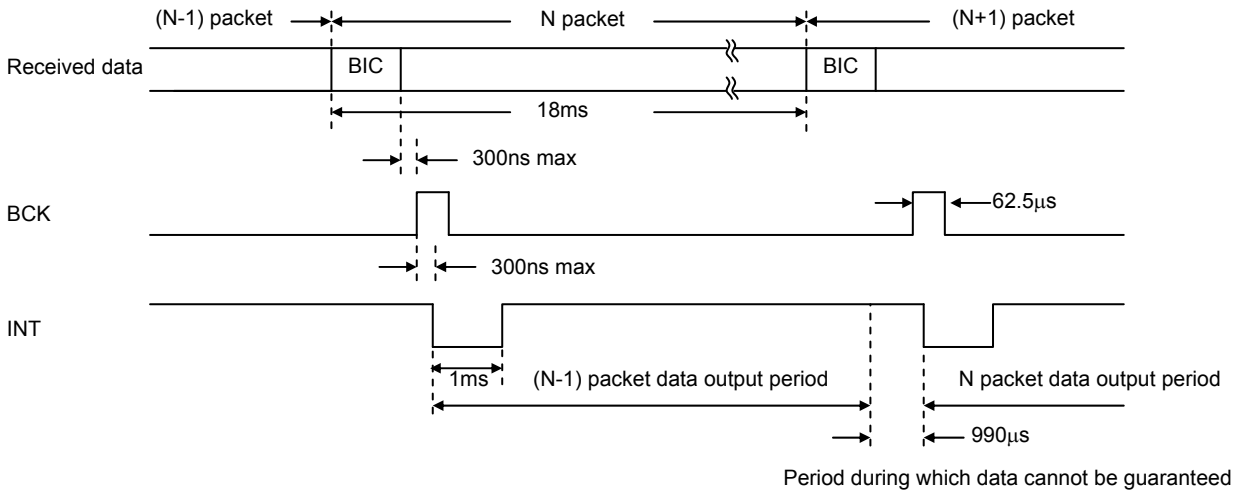 (N-1) packet
N packet
(N+1) packet
Received data
BIC
BIC
18ms
300ns max
BCK
62.5µs
300ns max
INT
1ms
(N-1) packet data output period
N packet data output period
990µs
Period during which data cannot be guaranteed